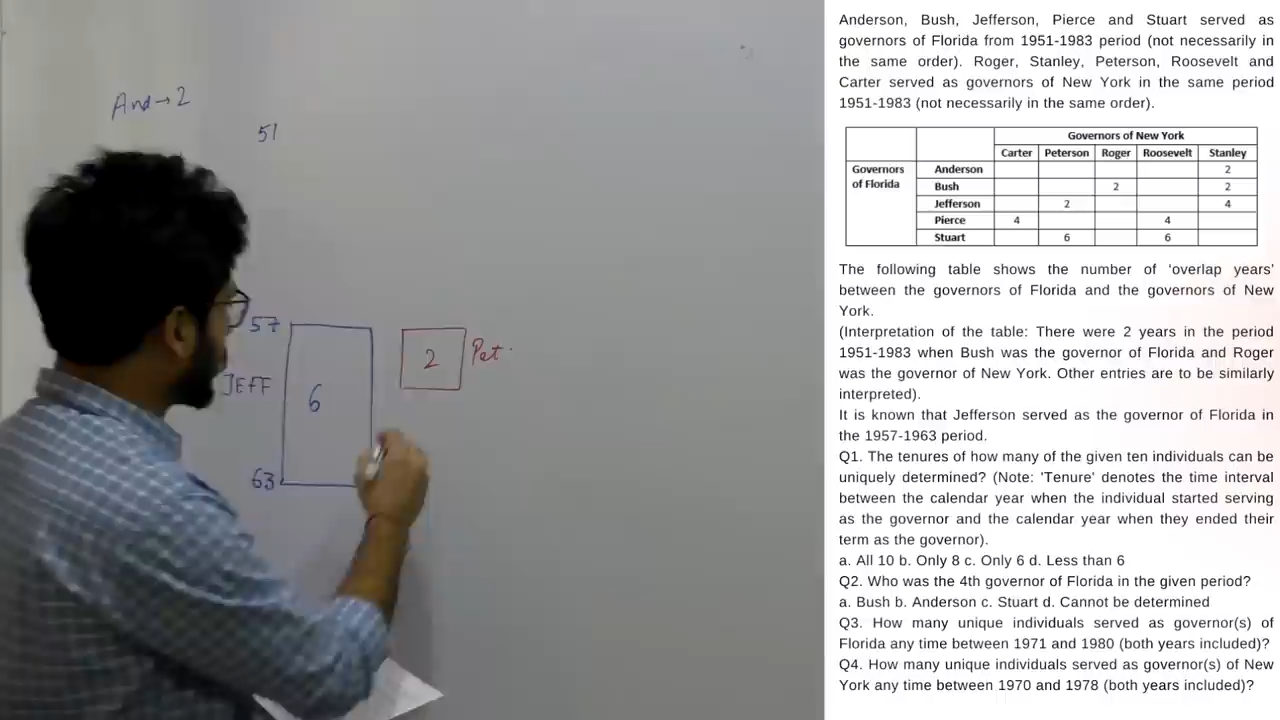 And → 2
51
57
JEFF
6
63
2
Pet.
Anderson, Bush, Jefferson, Pierce and Stuart served as
governors of Florida from 1951-1983 period (not necessarily in
the same order). Roger, Stanley, Peterson, Roosevelt and
Carter served as governors of New York in the same period
1951-1983 (not necessarily in the same order).
Governors of New York
Carter Peterson Roger Roosevelt Stanley
Governors of Florida
Anderson 2
Bush 2 2
Jefferson 2 4
Pierce 4 4
Stuart 6 6
The following table shows the number of 'overlap years'
between the governors of Florida and the governors of New
York.
(Interpretation of the table: There were 2 years in the period
1951-1983 when Bush was the governor of Florida and Roger
was the governor of New York. Other entries are to be similarly
interpreted).
It is known that Jefferson served as the governor of Florida in
the 1957-1963 period.
Q1. The tenures of how many of the given ten individuals can be
uniquely determined? (Note: 'Tenure' denotes the time interval
between the calendar year when the individual started serving
as the governor and the calendar year when they ended their
term as the governor).
a. All 10 b. Only 8 c. Only 6 d. Less than 6
Q2. Who was the 4th governor of Florida in the given period?
a. Bush b. Anderson c. Stuart d. Cannot be determined
Q3. How many unique individuals served as governor(s) of
Florida any time between 1971 and 1980 (both years included)?
Q4. How many unique individuals served as governor(s) of New
York any time between 1970 and 1978 (both years included)?